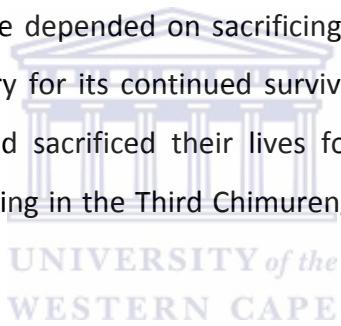 e depended on sacrificing
ry for its continued surviv
d sacrificed their lives fo
ing in the Third Chimuren
UNIVERSITY of the
WESTERN CAPE